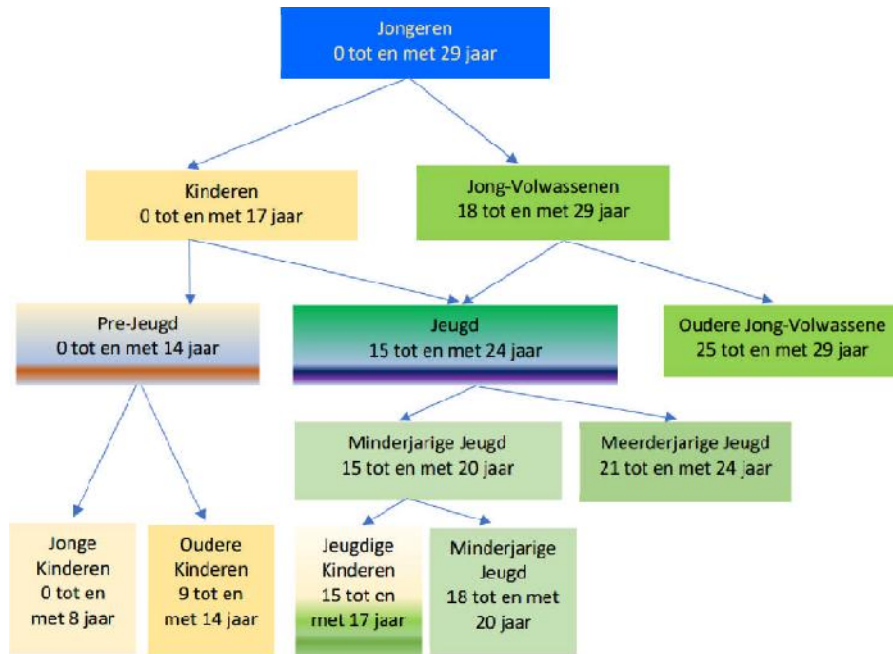 Jongeren
0 tot en met 29 jaar
Kinderen
0 tot en met 17 jaar
Jong-Volwassenen
18 tot en met 29 jaar
Pre-Jeugd
0 tot en met 14 jaar
Jeugd
15 tot en met 24 jaar
Oudere Jong-Volwassene
25 tot en met 29 jaar
Minderjarige Jeugd
15 tot en met 20 jaar
Meerderjarige Jeugd
21 tot en met 24 jaar
Jonge
Kinderen
0 tot en
met 8 jaar
Oudere
Kinderen
9 tot en
met 14 jaar
Jeugdige
Kinderen
15 tot en
met 17 jaar
Minderjarige
Jeugd
18 tot en met
20 jaar